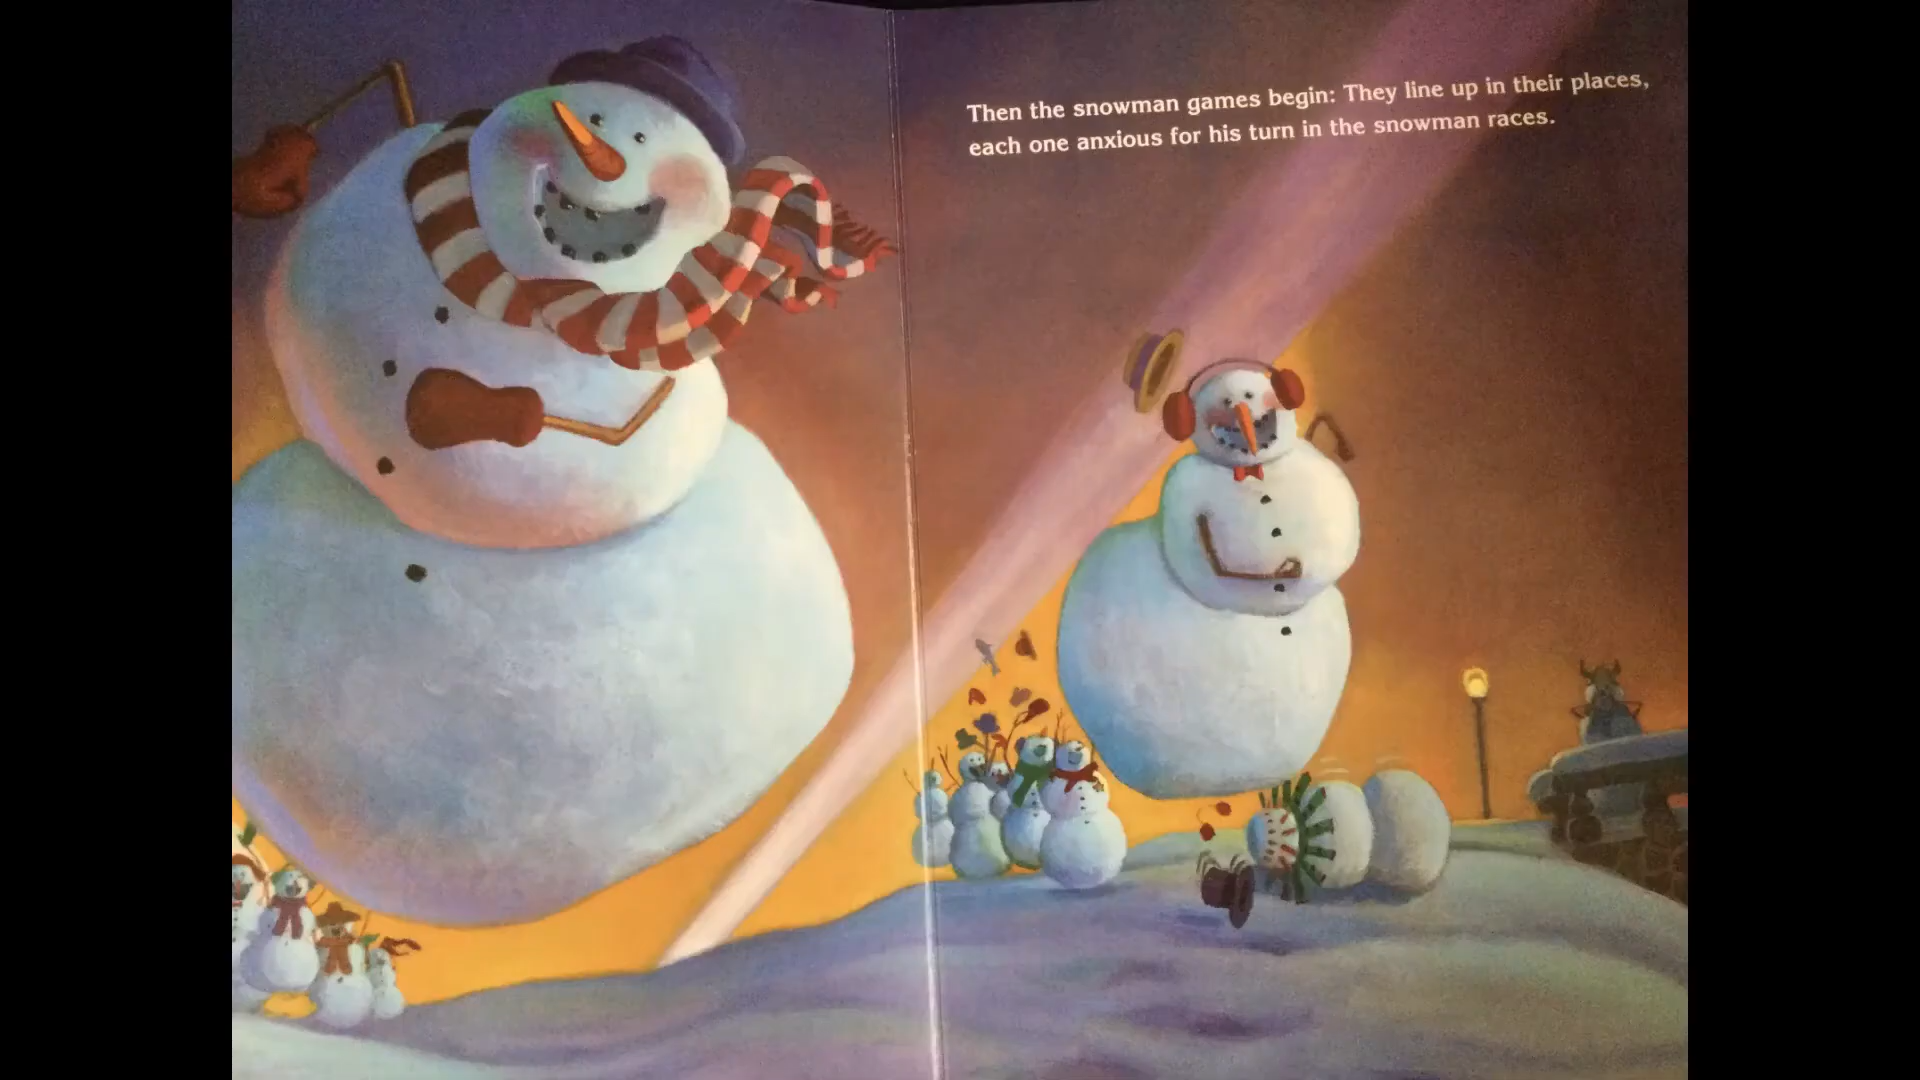 Then the snowman games begin: They line up in their places,
each one anxious for his turn in the snowman races.